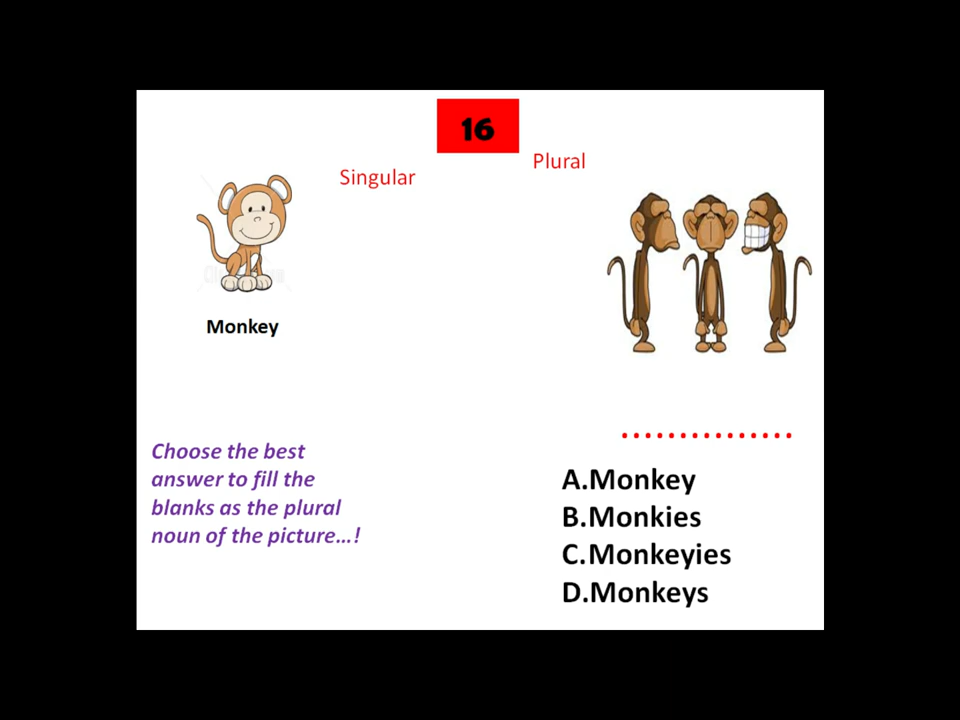 16
Singular
Plural
Monkey
...............
Choose the best
answer to fill the
blanks as the plural
noun of the picture...!
A.Monkey
B.Monkies
C.Monkeyies
D.Monkeys